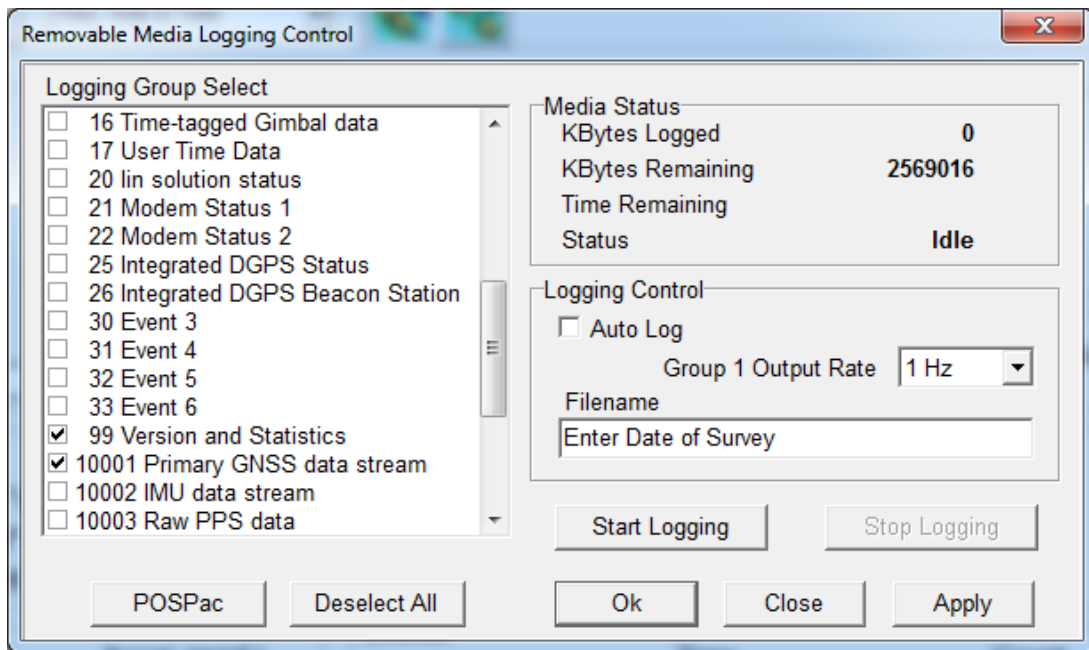 Removable Media Logging Control
Logging Group Select
16 Time-tagged Gimbal data
17 User Time Data
20 Iin solution status
21 Modem Status 1
22 Modem Status 2
25 Integrated DGPS Status
26 Integrated DGPS Beacon Station
30 Event 3
31 Event 4
32 Event 5
33 Event 6
99 Version and Statistics
10001 Primary GNSS data stream
10002 IMU data stream
10003 Raw PPS data
POSPac
Deselect All
Media Status
KBytes Logged 0
KBytes Remaining 2569016
Time Remaining
Status Idle
Logging Control
Auto Log
Group 1 Output Rate 1 Hz
Filename
Enter Date of Survey
Start Logging
Stop Logging
Ok
Close
Apply